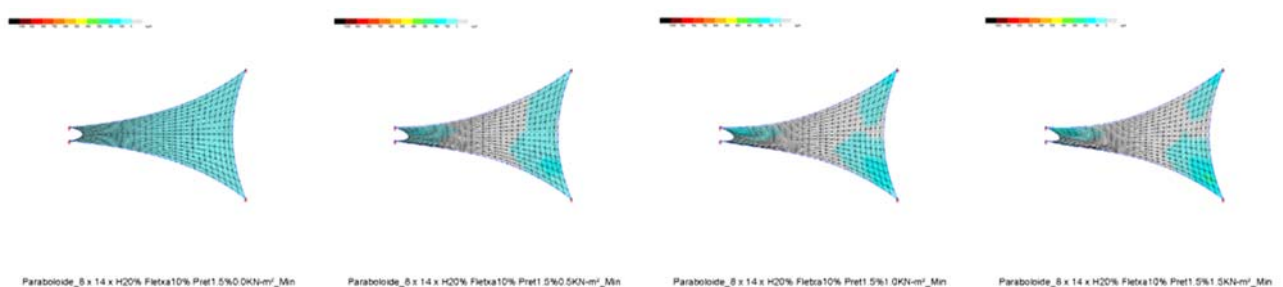 Paraboloide_8 x 14 x H20% Fletxa10% Pret1.5%0.0KN-m²_Min
Paraboloide_8 x 14 x H20% Fletxa10% Pret1.5%0.5KN-m²_Min
Paraboloide_8 x 14 x H20% Fletxa10% Pret1.5%1.0KN-m²_Min
Paraboloide_8 x 14 x H20% Fletxa10% Pret1.5%1.5KN-m²_Min